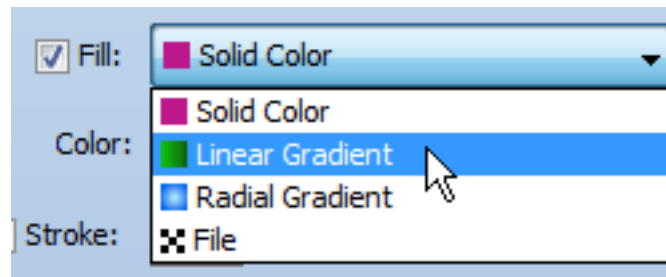 Fill: Solid Color
Solid Color
Color: Linear Gradient
Radial Gradient
Stroke: File